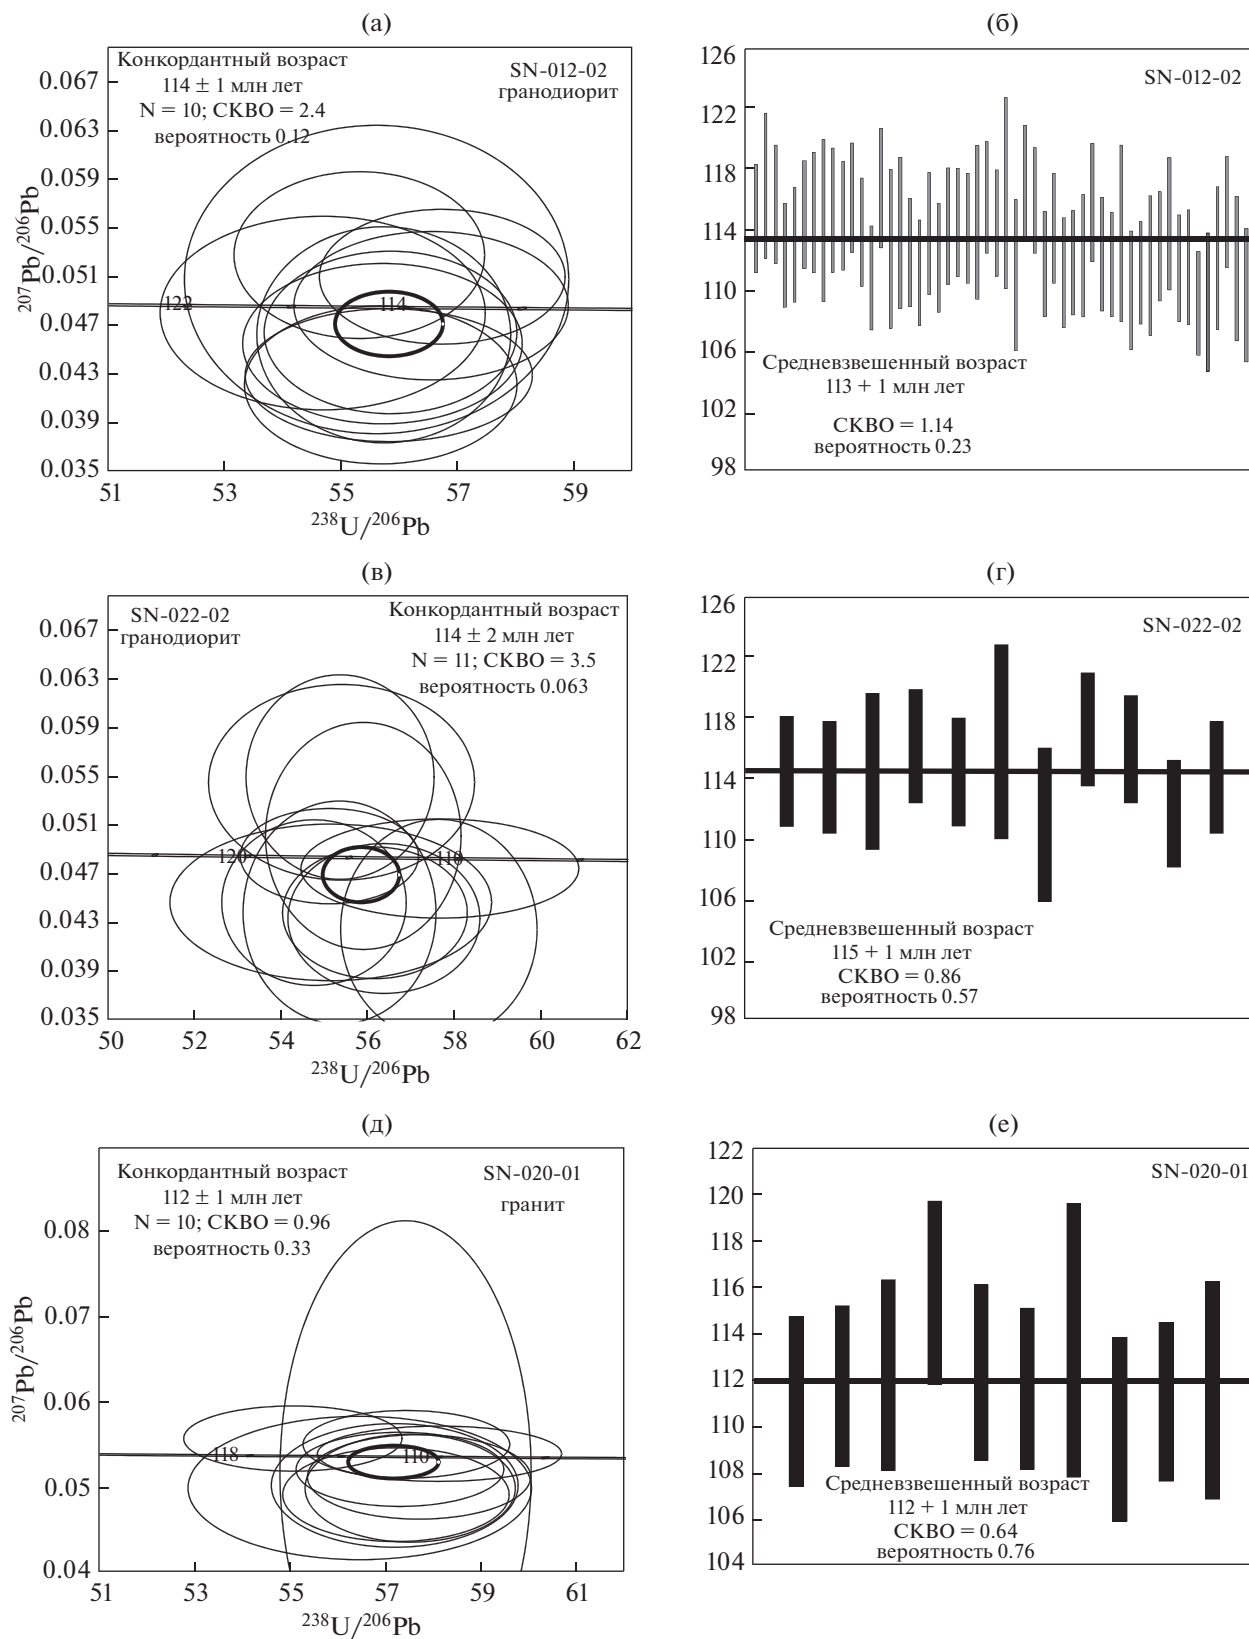 (а)
Конкордантный возраст
114 ± 1 млн лет
N = 10; СКВО = 2.4
вероятность 0.12
SN-012-02
гранодиорит
0.067
0.063
0.059
0.055
0.051
0.047
0.043
0.039
0.035
²⁰⁷Pb/²⁰⁶Pb
122
114
51
53
55
57
59
²³⁸U/²⁰⁶Pb
(б)
SN-012-02
126
122
118
114
110
106
102
98
Средневзвешенный возраст
113 + 1 млн лет
СКВО = 1.14
вероятность 0.23
(в)
SN-022-02
гранодиорит
Конкордантный возраст
114 ± 2 млн лет
N = 11; СКВО = 3.5
вероятность 0.063
0.067
0.063
0.059
0.055
0.051
0.047
0.043
0.039
0.035
120
110
50
52
54
56
58
60
62
²³⁸U/²⁰⁶Pb
(г)
SN-022-02
126
122
118
114
110
106
102
98
Средневзвешенный возраст
115 + 1 млн лет
СКВО = 0.86
вероятность 0.57
(д)
Конкордантный возраст
112 ± 1 млн лет
N = 10; СКВО = 0.96
вероятность 0.33
SN-020-01
гранит
0.08
0.07
0.06
0.05
0.04
²⁰⁷Pb/²⁰⁶Pb
118
110
51
53
55
57
59
61
²³⁸U/²⁰⁶Pb
(е)
SN-020-01
122
120
118
116
114
112
110
108
106
104
Средневзвешенный возраст
112 + 1 млн лет
СКВО = 0.64
вероятность 0.76